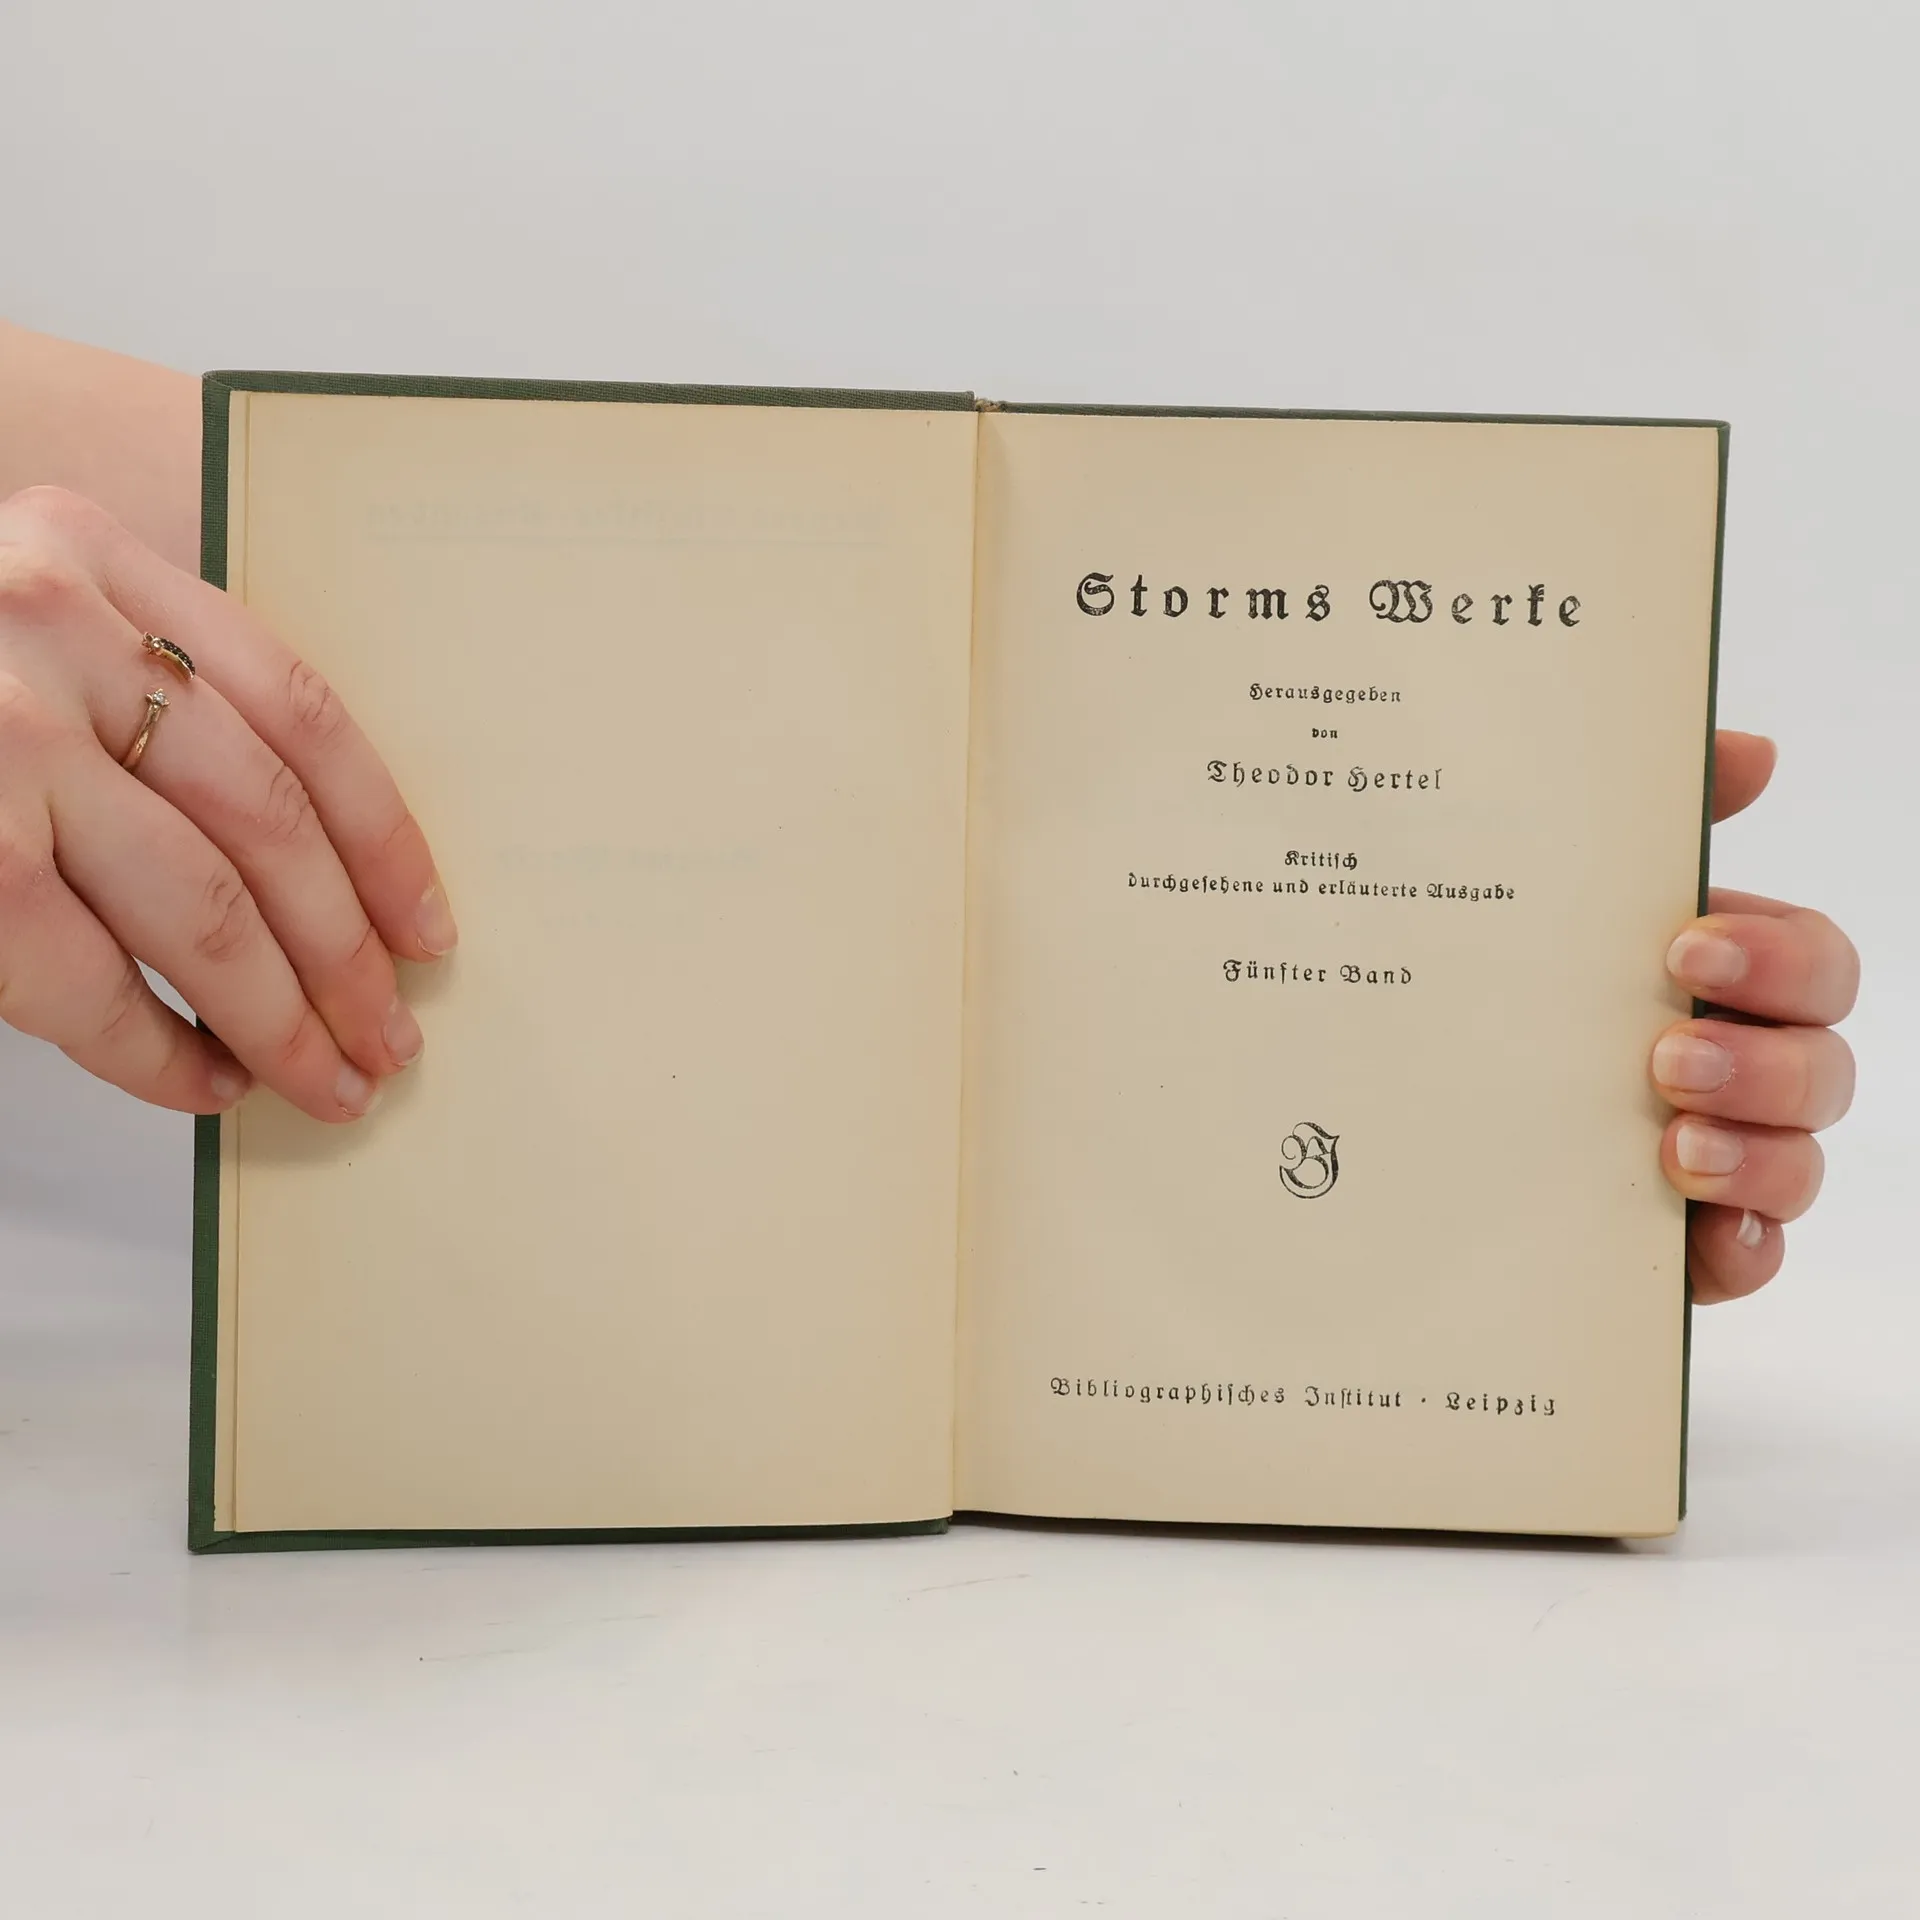 Storms Werke
Herausgegeben
von
Theodor Hertel
Kritisch
durchgesehene und erläuterte Ausgabe
Fünfter Band
BI
Bibliographisches Institut · Leipzig